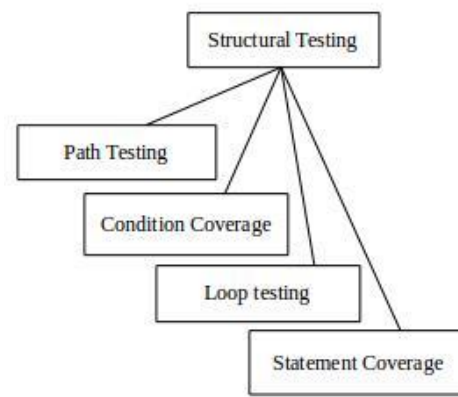 Structural Testing
Path Testing
Condition Coverage
Loop testing
Statement Coverage